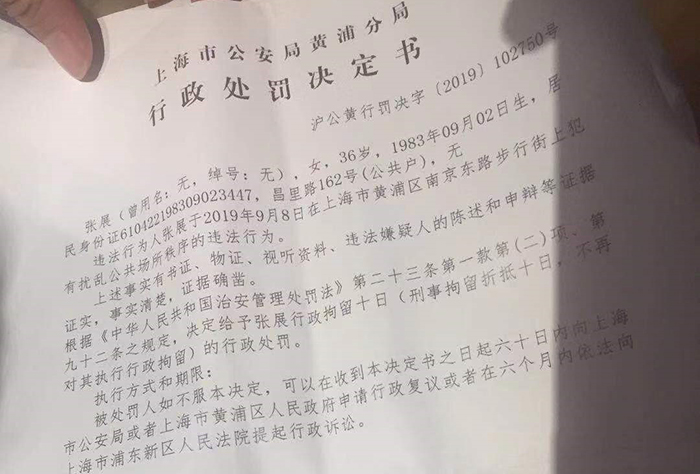 上海市公安局黄浦分局
行政处罚决定书
沪公黄行罚决字〔2019〕102750号
张展（曾用名：无，绰号：无），女，36岁，1983年09月02日生，居
民身份证610422198309023447，昌里路162号(公共户)，无
违法行为人张展于2019年9月8日在上海市黄浦区南京东路步行街上犯
有扰乱公共场所秩序的违法行为。
上述事实有书证、物证、视听资料、违法嫌疑人的陈述和申辩等证据
证实，事实清楚，证据确凿。
根据《中华人民共和国治安管理处罚法》第二十三条第一款第(二)项、第
九十二条之规定，决定给予张展行政拘留十日（刑事拘留折抵十日，不再
对其执行行政拘留）的行政处罚。
执行方式和期限：
被处罚人如不服本决定，可以在收到本决定书之日起六十日内向上海
市公安局或者上海市黄浦区人民政府申请行政复议或者在六个月内依法向
上海市浦东新区人民法院提起行政诉讼。